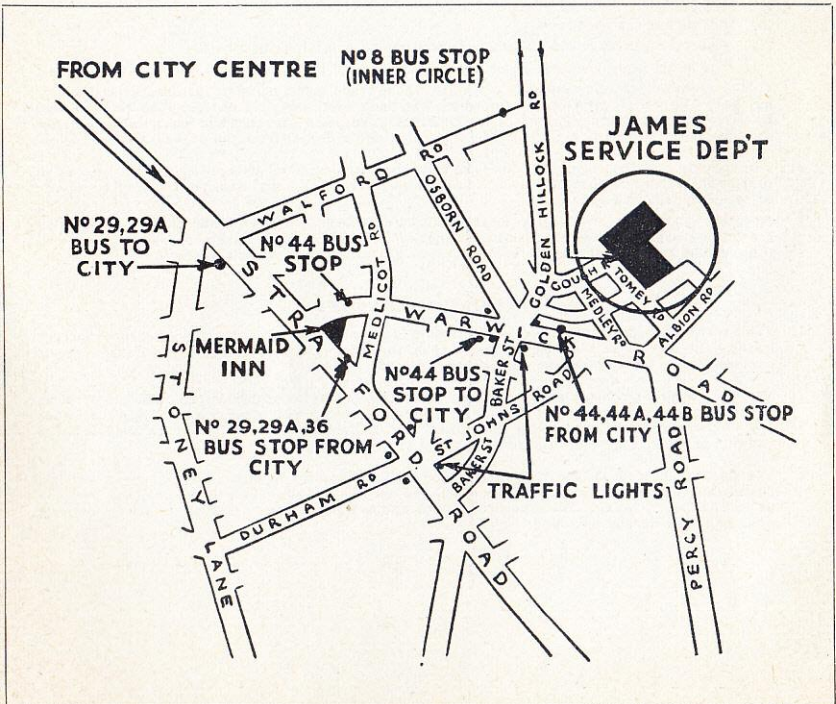 FROM CITY CENTRE
Nº 8 BUS STOP
(INNER CIRCLE)
JAMES
SERVICE DEP'T
WALFORD RD
OSBORN ROAD
GOLDEN HILLOCK RD
Nº 29,29A
BUS TO
CITY
Nº 44 BUS
STOP
MEDLICOT RD
STRATFORD ROAD
WARWICK ROAD
GOUCH R
TOMEY RD
MEDLEY RD
ALBION RD
MERMAID
INN
STONEY LANE
Nº 44 BUS
STOP TO
CITY
BAKER ST
ST JOHNS ROAD
Nº 44,44A,44B BUS STOP
FROM CITY
Nº 29,29A,36
BUS STOP FROM
CITY
BAKER ST
TRAFFIC LIGHTS
DURHAM RD
PERCY ROAD